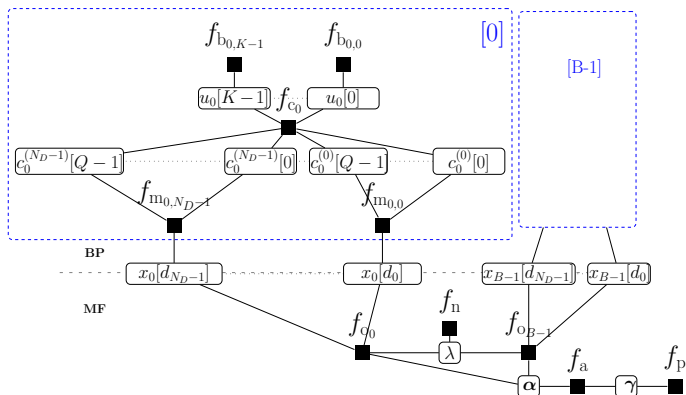 f_{b_{0,K-1}} f_{b_{0,0}} [0]
[B-1]
u_0[K-1] f_{c_0} u_0[0]
c_0^{(N_D-1)}[Q-1] c_0^{(N_D-1)}[0] c_0^{(0)}[Q-1] c_0^{(0)}[0]
f_{m_{0,N_D-1}} f_{m_{0,0}}
BP
x_0[d_{N_D-1}] x_0[d_0] x_{B-1}[d_{N_D-1}] x_{B-1}[d_0]
MF
f_n
f_{o_0} f_{o_{B-1}}
λ
f_a f_p
α γ